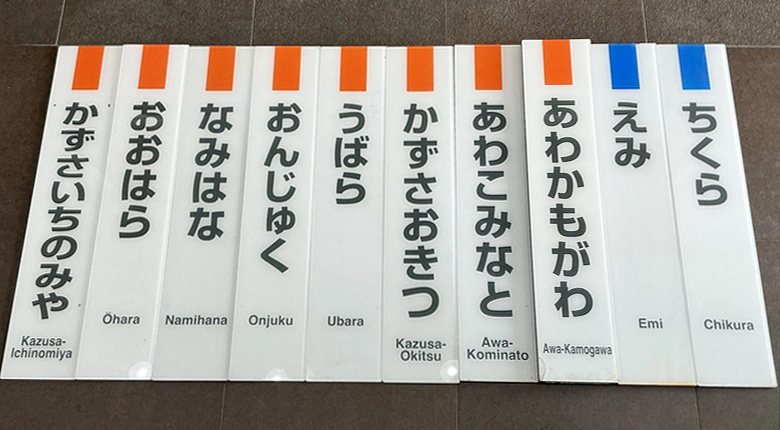 かずさいちのみや
Kazusa-
Ichinomiya
おおはら
Ōhara
なみはな
Namihana
おんじゅく
Onjuku
うばら
Ubara
かずさおきつ
Kazusa-
Okitsu
あわこみなと
Awa-
Kominato
あわかもがわ
Awa-Kamogawa
えみ
Emi
ちくら
Chikura